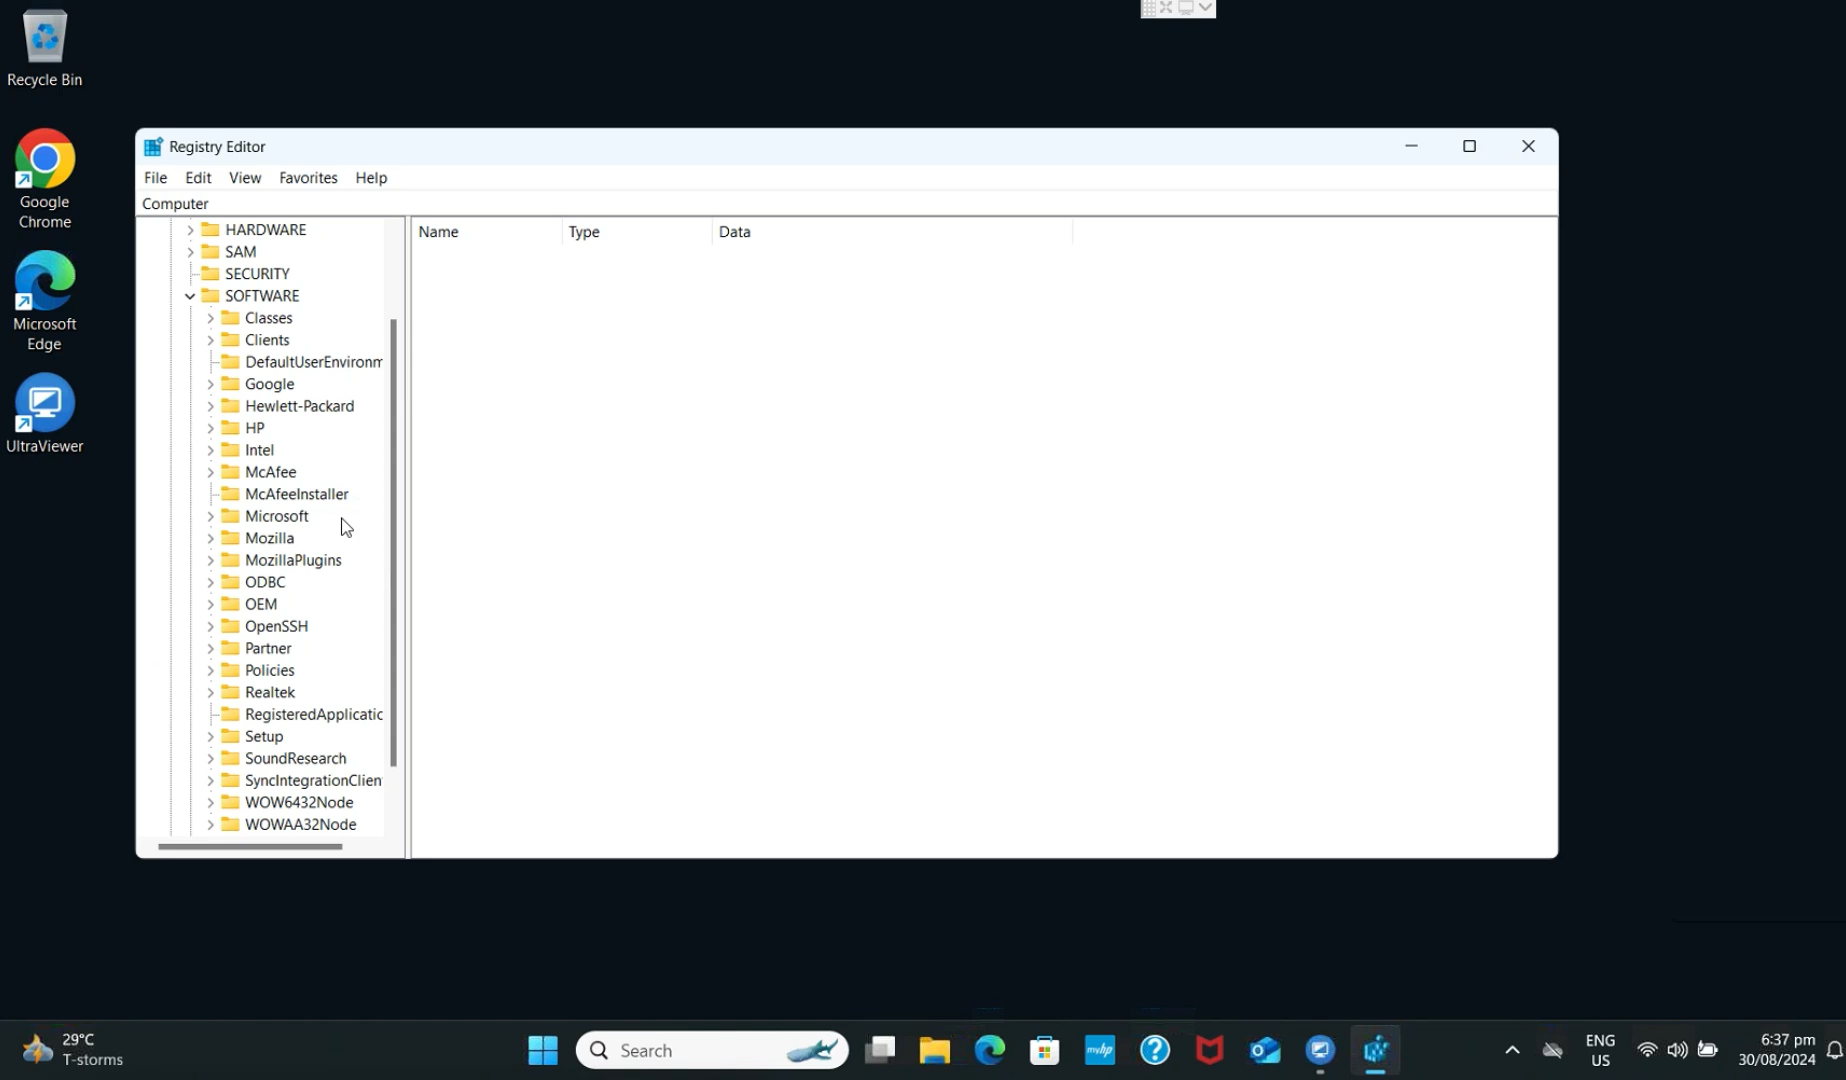 Recycle Bin
Google
Chrome
Microsoft
Edge
UltraViewer
Registry Editor
File Edit View Favorites Help
Computer
HARDWARE
SAM
SECURITY
SOFTWARE
Classes
Clients
DefaultUserEnvironm
Google
Hewlett-Packard
HP
Intel
McAfee
McAfeeInstaller
Microsoft
Mozilla
MozillaPlugins
ODBC
OEM
OpenSSH
Partner
Policies
Realtek
RegisteredApplicatic
Setup
SoundResearch
SyncIntegrationClien
WOW6432Node
WOWAA32Node
Name Type Data
29°C
T-storms
Search
myhp
ENG
US
6:37 pm
30/08/2024